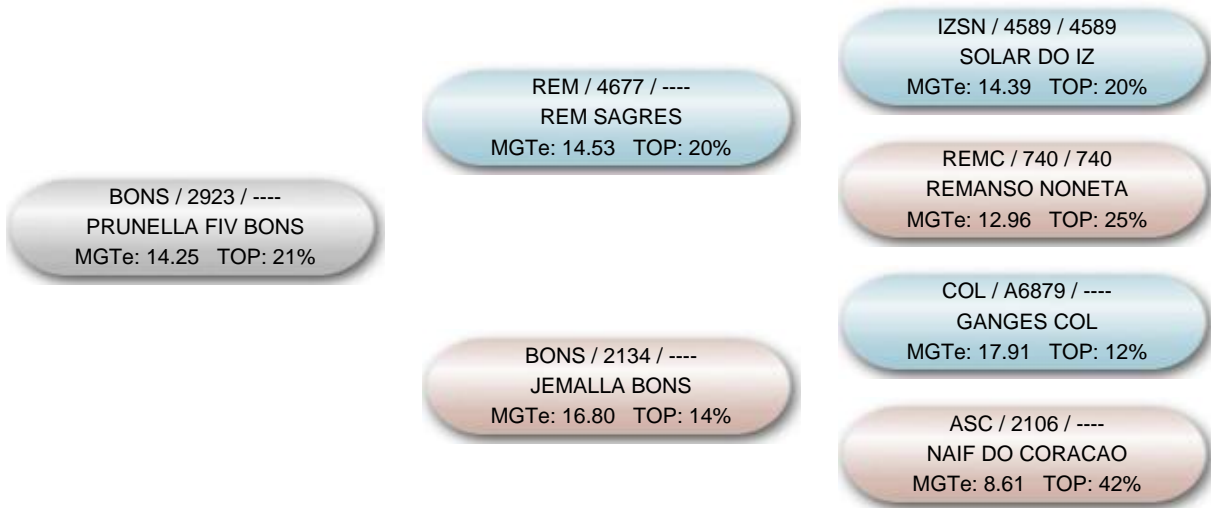 BONS / 2923 / ----
PRUNELLA FIV BONS
MGTe: 14.25 TOP: 21%
REM / 4677 / ----
REM SAGRES
MGTe: 14.53 TOP: 20%
BONS / 2134 / ----
JEMALLA BONS
MGTe: 16.80 TOP: 14%
IZSN / 4589 / 4589
SOLAR DO IZ
MGTe: 14.39 TOP: 20%
REMC / 740 / 740
REMANSO NONETA
MGTe: 12.96 TOP: 25%
COL / A6879 / ----
GANGES COL
MGTe: 17.91 TOP: 12%
ASC / 2106 / ----
NAIF DO CORACAO
MGTe: 8.61 TOP: 42%